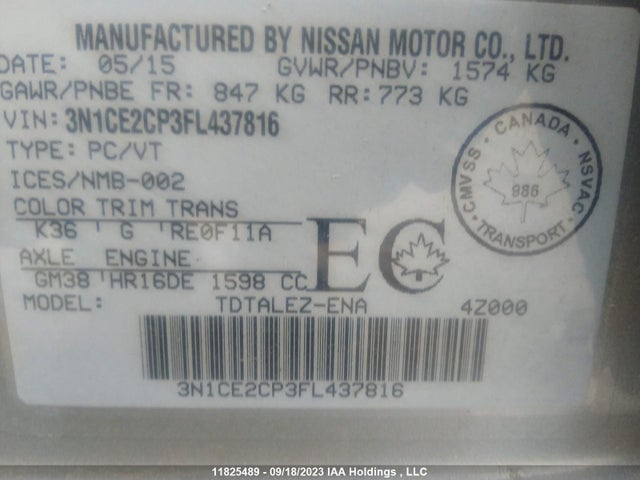 MANUFACTURED BY NISSAN MOTOR CO., LTD.
DATE: 05/15 GVWR/PNBV: 1574 KG
GAWR/PNBE FR: 847 KG RR: 773 KG
VIN: 3N1CE2CP3FL437816
TYPE: PC/VT
ICES/NMB-002
COLOR TRIM TRANS
K36 ' G 'RE0F11A
AXLE ENGINE
GM38 'HR16DE 1598 CC
MODEL: TDTALEZ-ENA 4Z000
EC
CANADA
CMVSS
NSVAC
986
TRANSPORT
3N1CE2CP3FL437816
11825489 - 09/18/2023 IAA Holdings , LLC